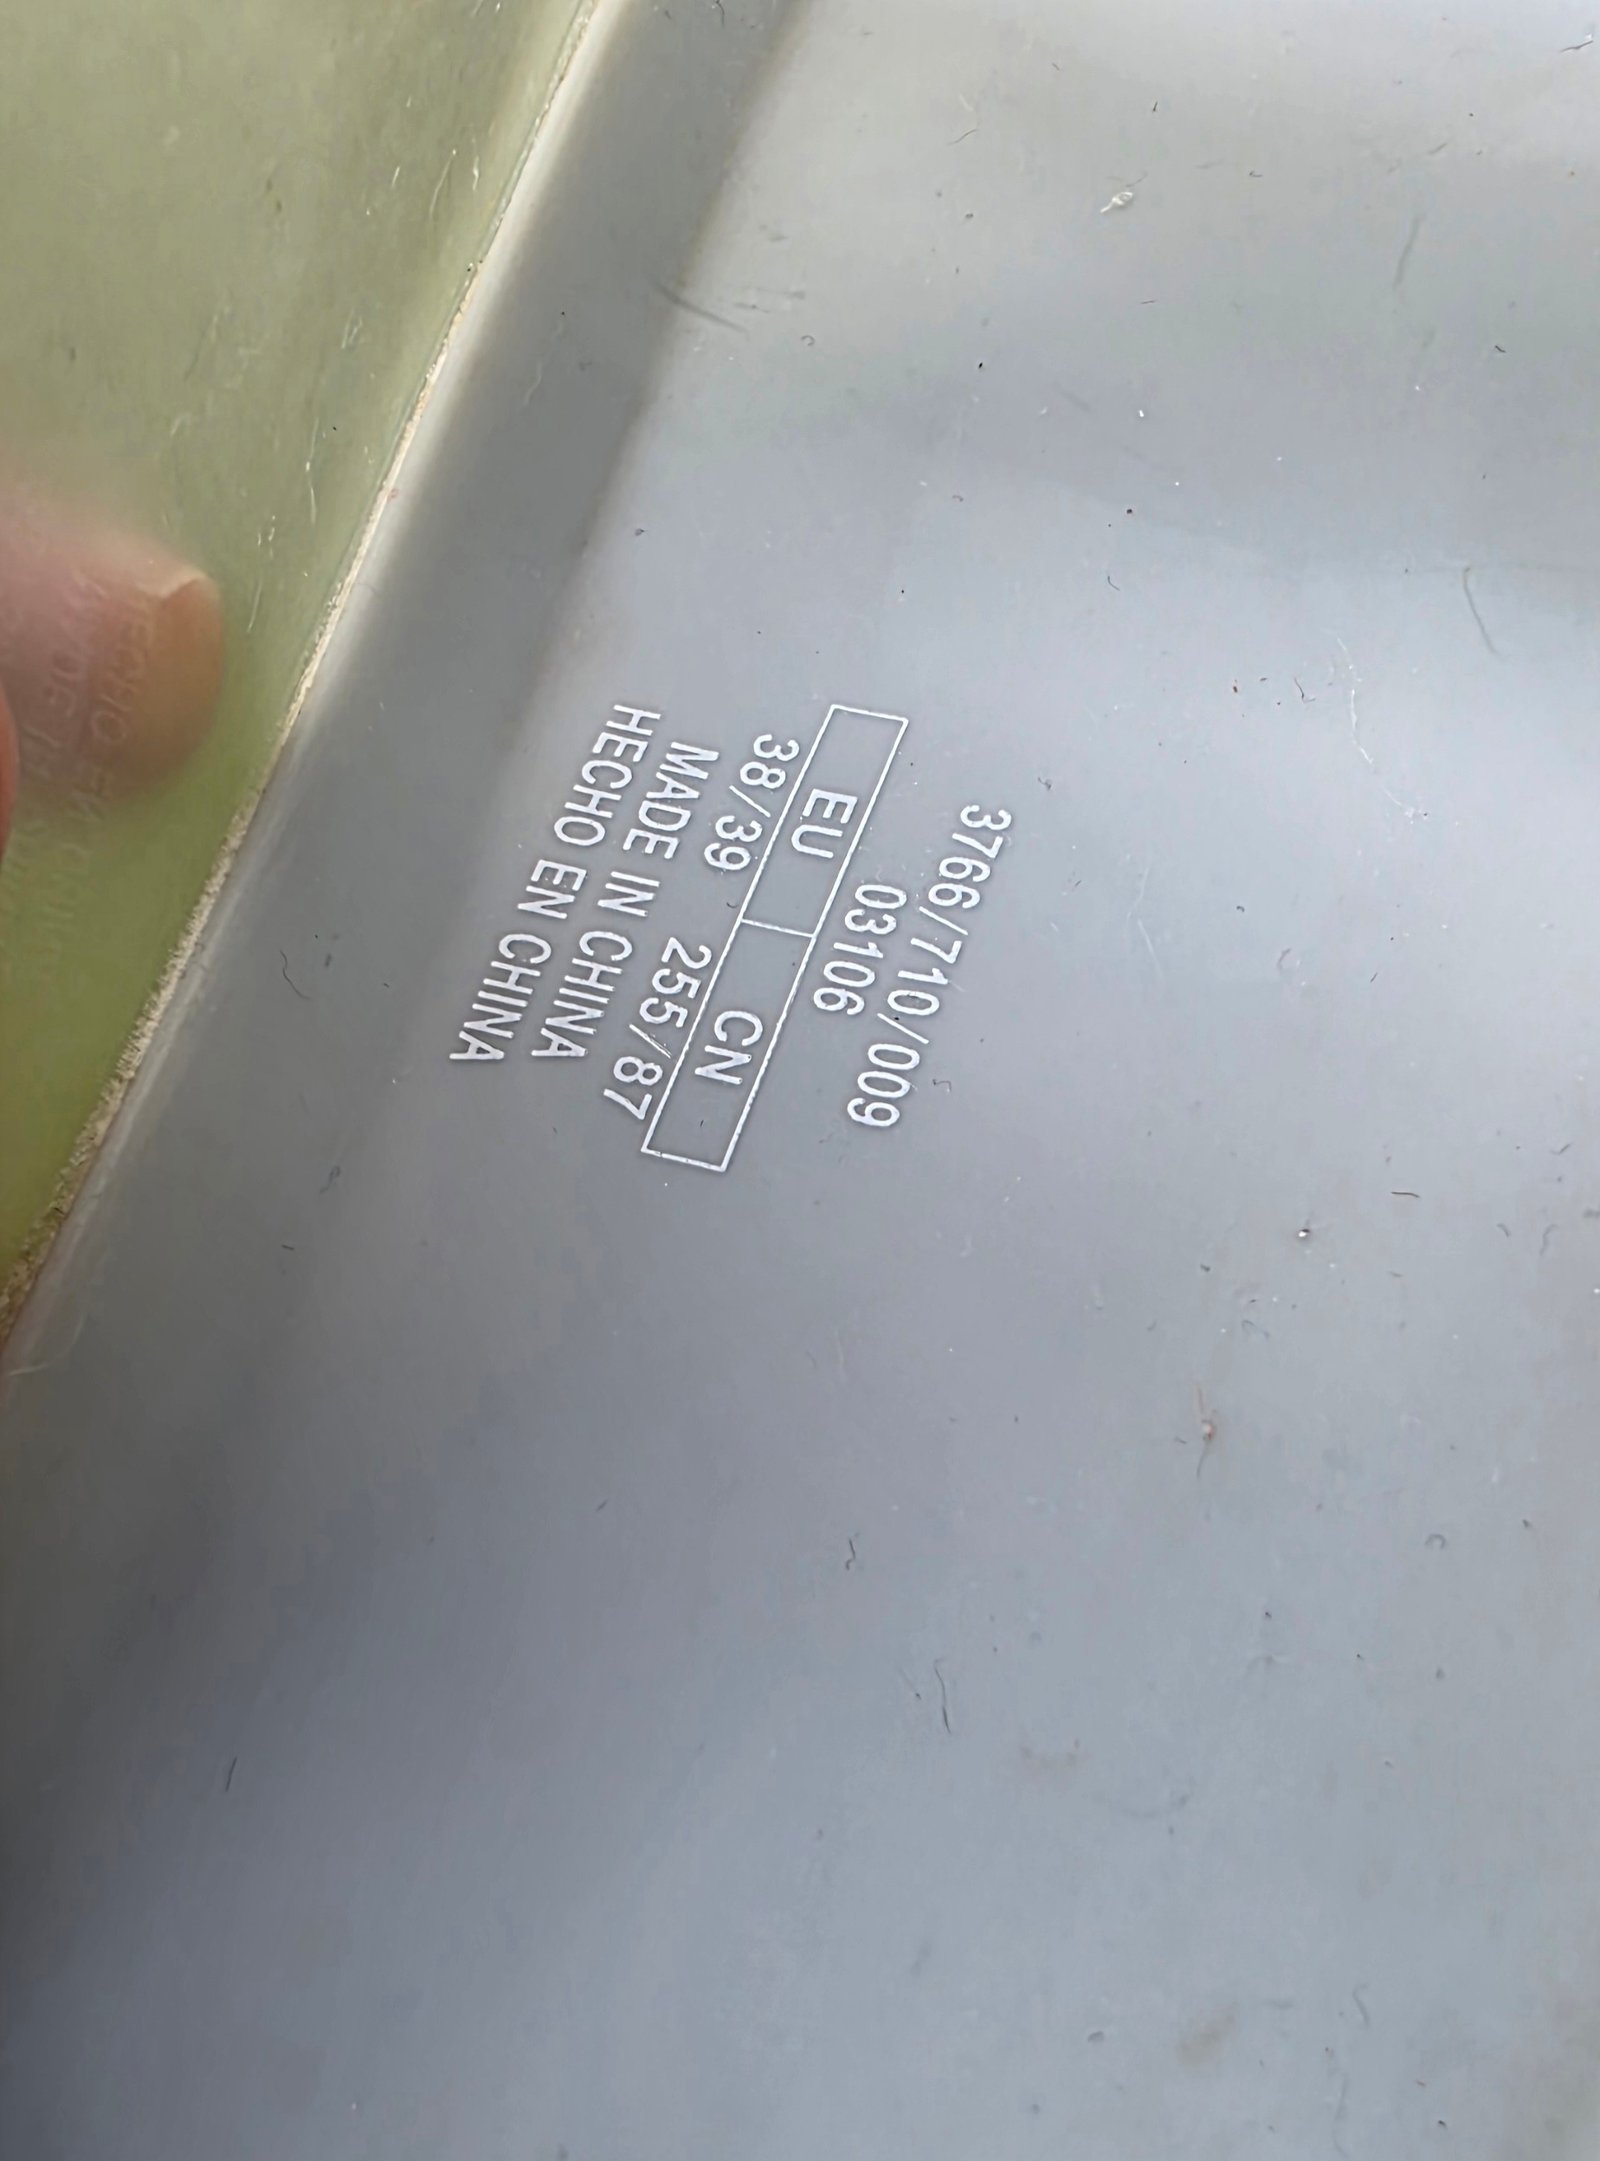 3766/710/009
03106
EU CN
38/39 255/87
MADE IN CHINA
HECHO EN CHINA